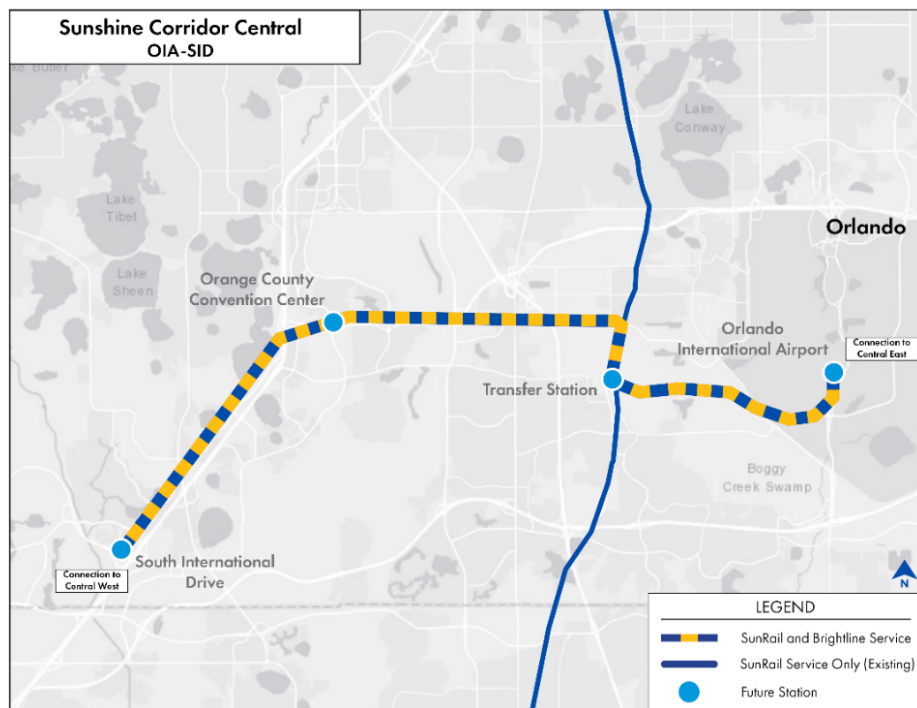 Sunshine Corridor Central
OIA-SID
Lake Butler
Lake
Conway
Lake
Tibet
Orlando
Lake
Sheen
Orange County
Convention Center
Orlando
International Airport
Connection to
Central East
Transfer Station
Boggy
Creek Swamp
South International
Drive
Connection to
Central West
N
LEGEND
SunRail and Brightline Service
SunRail Service Only (Existing)
Future Station